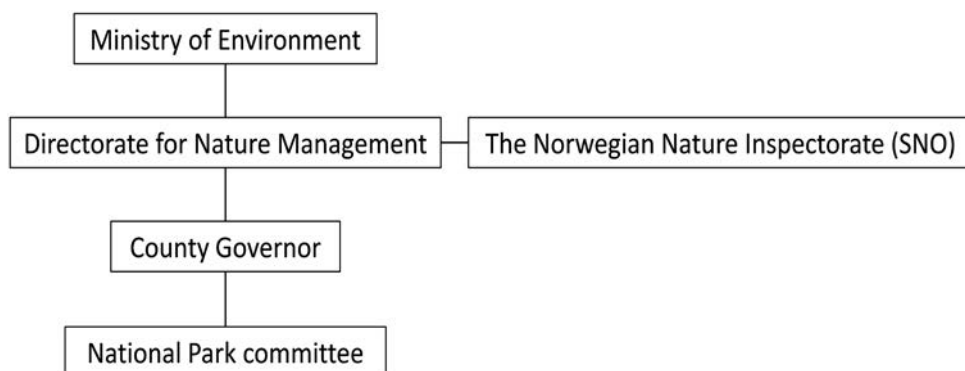 Ministry of Environment
Directorate for Nature Management
The Norwegian Nature Inspectorate (SNO)
County Governor
National Park committee